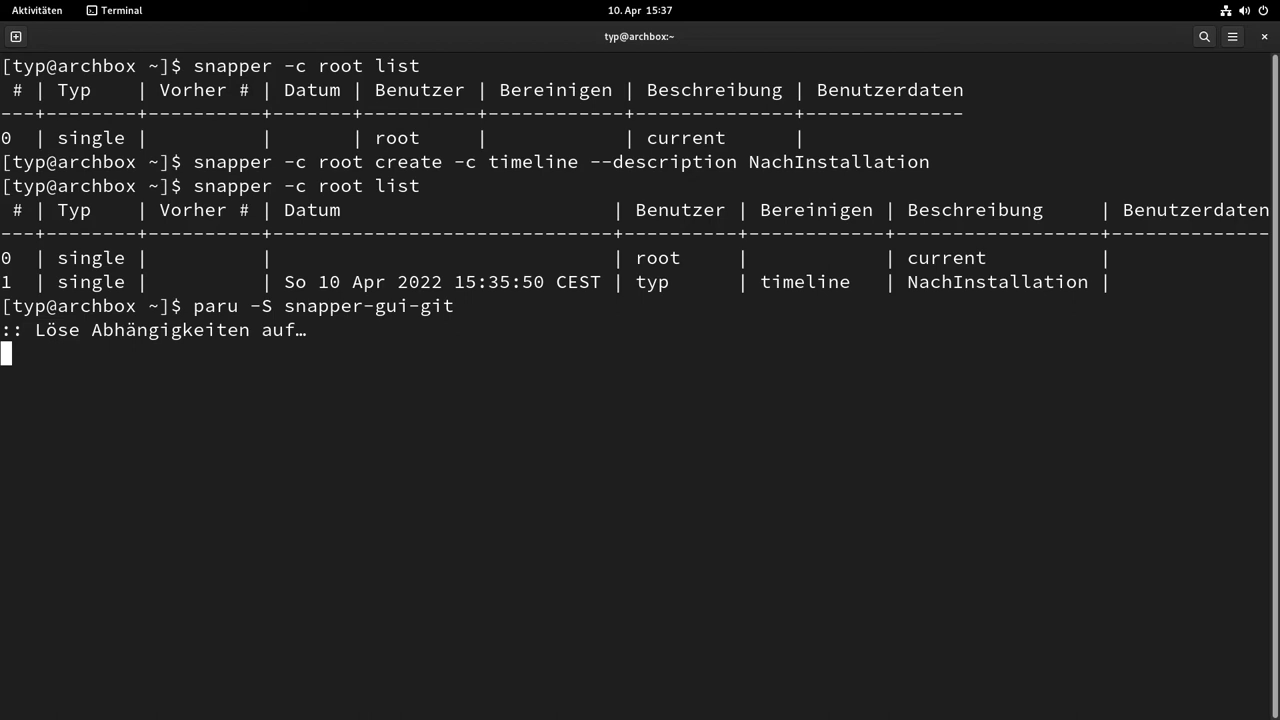 Aktivitäten Terminal 10. Apr 15:37
typ@archbox:~
[typ@archbox ~]$ snapper -c root list
 # | Typ    | Vorher # | Datum | Benutzer | Bereinigen | Beschreibung | Benutzerdaten
---+--------+----------+-------+----------+------------+--------------+--------------
0  | single |          |       | root     |            | current      |
[typ@archbox ~]$ snapper -c root create -c timeline --description NachInstallation
[typ@archbox ~]$ snapper -c root list
 # | Typ    | Vorher # | Datum                        | Benutzer | Bereinigen | Beschreibung     | Benutzerdaten
---+--------+----------+------------------------------+----------+------------+------------------+--------------
0  | single |          |                              | root     |            | current          |
1  | single |          | So 10 Apr 2022 15:35:50 CEST | typ      | timeline   | NachInstallation |
[typ@archbox ~]$ paru -S snapper-gui-git
:: Löse Abhängigkeiten auf…